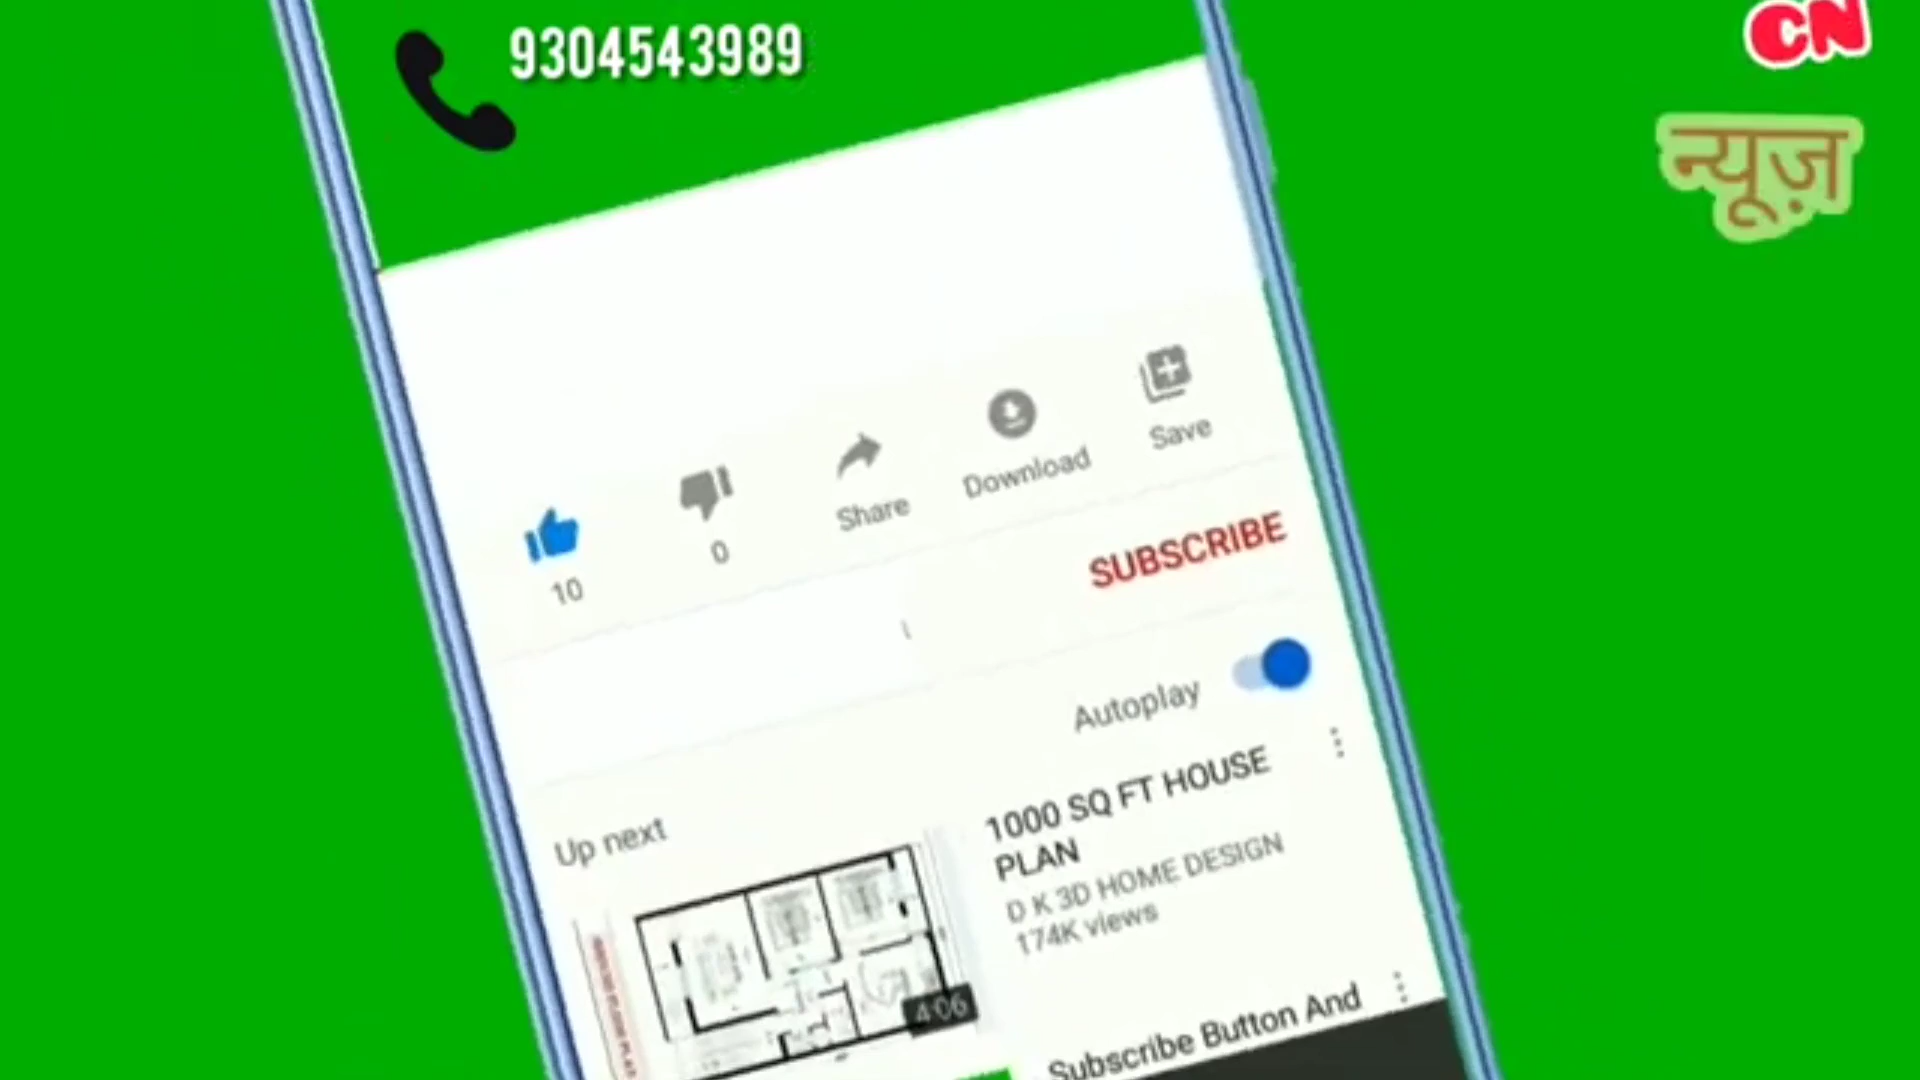 9304543989
CN
न्यूज़
Save
Download
Share
0
10
SUBSCRIBE
Autoplay
Up next
1000 SQ FT HOUSE
PLAN
D K 3D HOME DESIGN
174K views
4:06
Subscribe Button And